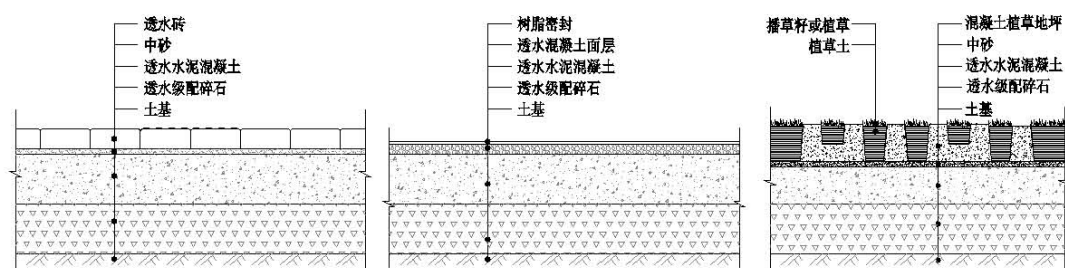 透水砖
中砂
透水水泥混凝土
透水级配碎石
土基
树脂密封
透水混凝土面层
透水水泥混凝土
透水级配碎石
土基
播草籽或植草
植草土
混凝土植草地坪
中砂
透水水泥混凝土
透水级配碎石
土基